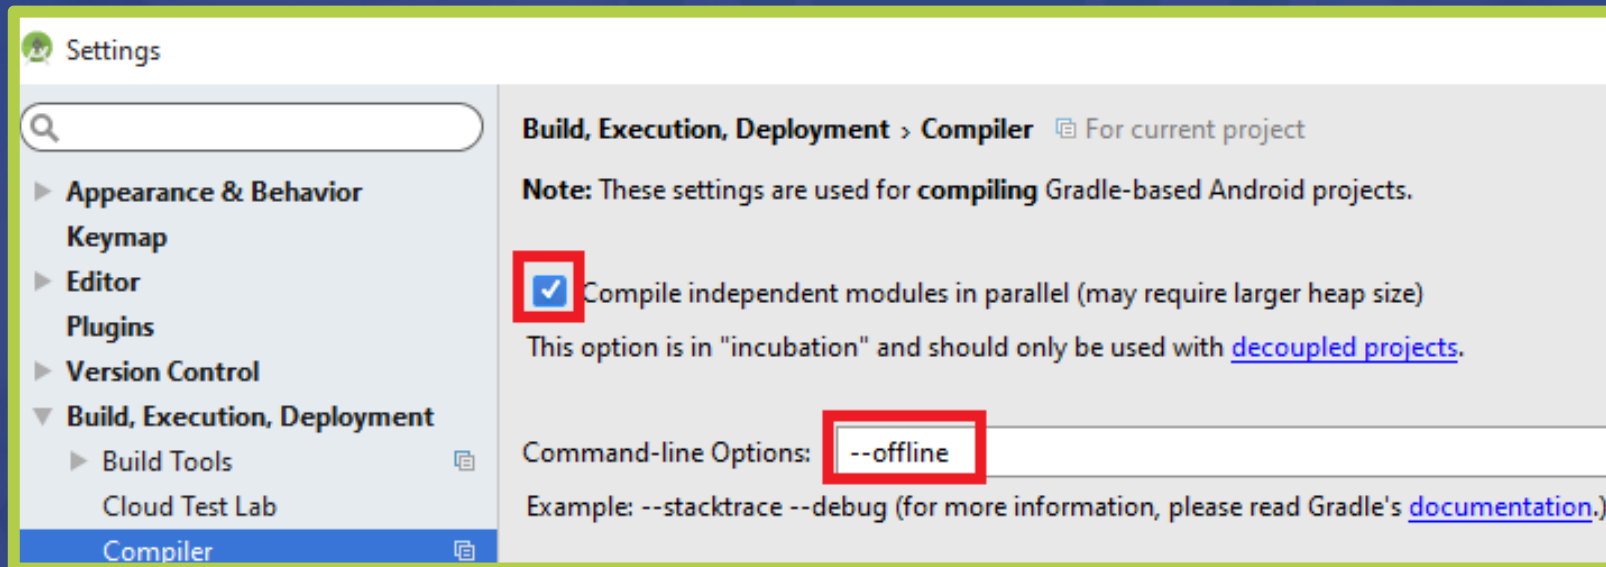 Settings
Appearance & Behavior
Keymap
Editor
Plugins
Version Control
Build, Execution, Deployment
Build Tools
Cloud Test Lab
Compiler
Build, Execution, Deployment › Compiler For current project
Note: These settings are used for compiling Gradle-based Android projects.
Compile independent modules in parallel (may require larger heap size)
This option is in "incubation" and should only be used with decoupled projects.
Command-line Options: --offline
Example: --stacktrace --debug (for more information, please read Gradle's documentation.)